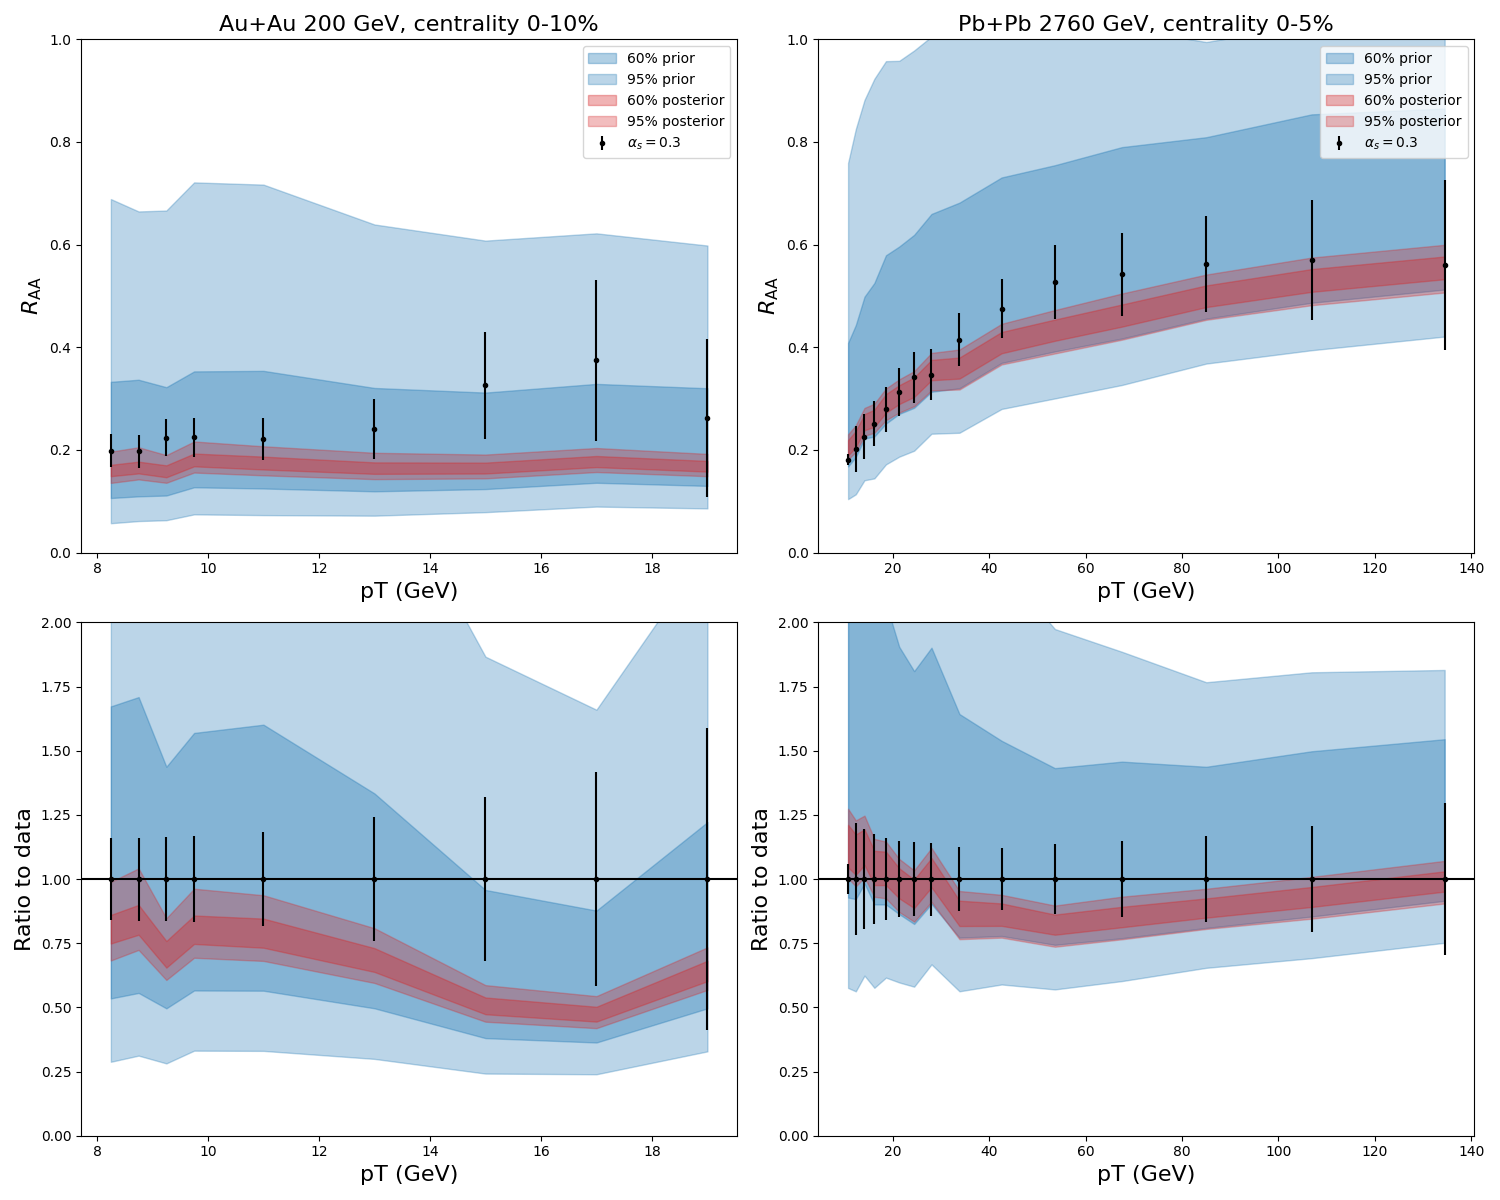 Au+Au 200 GeV, centrality 0-10%
1.0
0.8
0.6
0.4
0.2
0.0
R_AA
60% prior
95% prior
60% posterior
95% posterior
α_s = 0.3
8
10
12
14
16
18
pT (GeV)
Pb+Pb 2760 GeV, centrality 0-5%
1.0
0.8
0.6
0.4
0.2
0.0
R_AA
60% prior
95% prior
60% posterior
95% posterior
α_s = 0.3
20
40
60
80
100
120
140
pT (GeV)
2.00
1.75
1.50
1.25
1.00
0.75
0.50
0.25
0.00
Ratio to data
8
10
12
14
16
18
pT (GeV)
2.00
1.75
1.50
1.25
1.00
0.75
0.50
0.25
0.00
Ratio to data
20
40
60
80
100
120
140
pT (GeV)